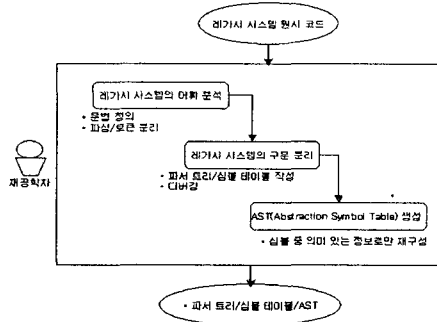 레가시 시스템 원시 코드
레가시 시스템의 어휘 분석
• 문법 정의
• 파싱/토큰 분리
레가시 시스템의 구문 분리
• 파서 트리/심볼 테이블 작성
• 디버깅
재공학자
AST(Abstraction Symbol Table) 생성
• 심볼 중 의미 있는 정보로만 재구성
• 파서 트리/심볼 테이블/AST